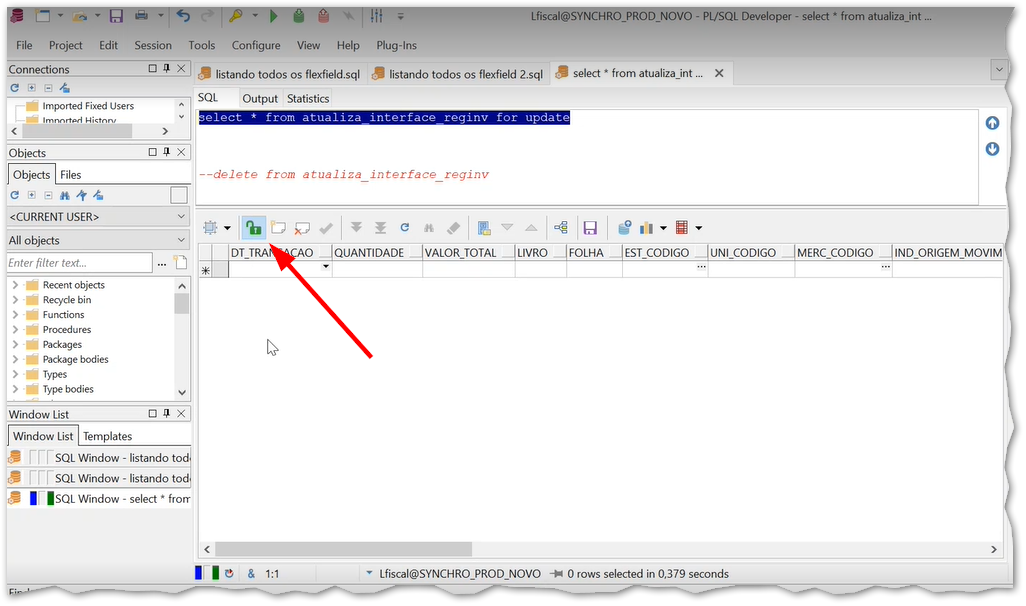 Lfiscal@SYNCHRO_PROD_NOVO - PL/SQL Developer - select * from atualiza_int ...
File Project Edit Session Tools Configure View Help Plug-Ins
Connections
Imported Fixed Users
Imported History
Objects
Objects Files
<CURRENT USER>
All objects
Enter filter text...
Recent objects
Recycle bin
Functions
Procedures
Packages
Package bodies
Types
Type bodies
Window List
Window List Templates
SQL Window - listando tod
SQL Window - listando tod
SQL Window - select * from
listando todos os flexfield.sql listando todos os flexfield 2.sql select * from atualiza_int ...
SQL Output Statistics
select * from atualiza_interface_reginv for update
--delete from atualiza_interface_reginv
DT_TRANSACAO QUANTIDADE VALOR_TOTAL LIVRO FOLHA EST_CODIGO UNI_CODIGO MERC_CODIGO IND_ORIGEM_MOVIM
1:1 Lfiscal@SYNCHRO_PROD_NOVO 0 rows selected in 0,379 seconds